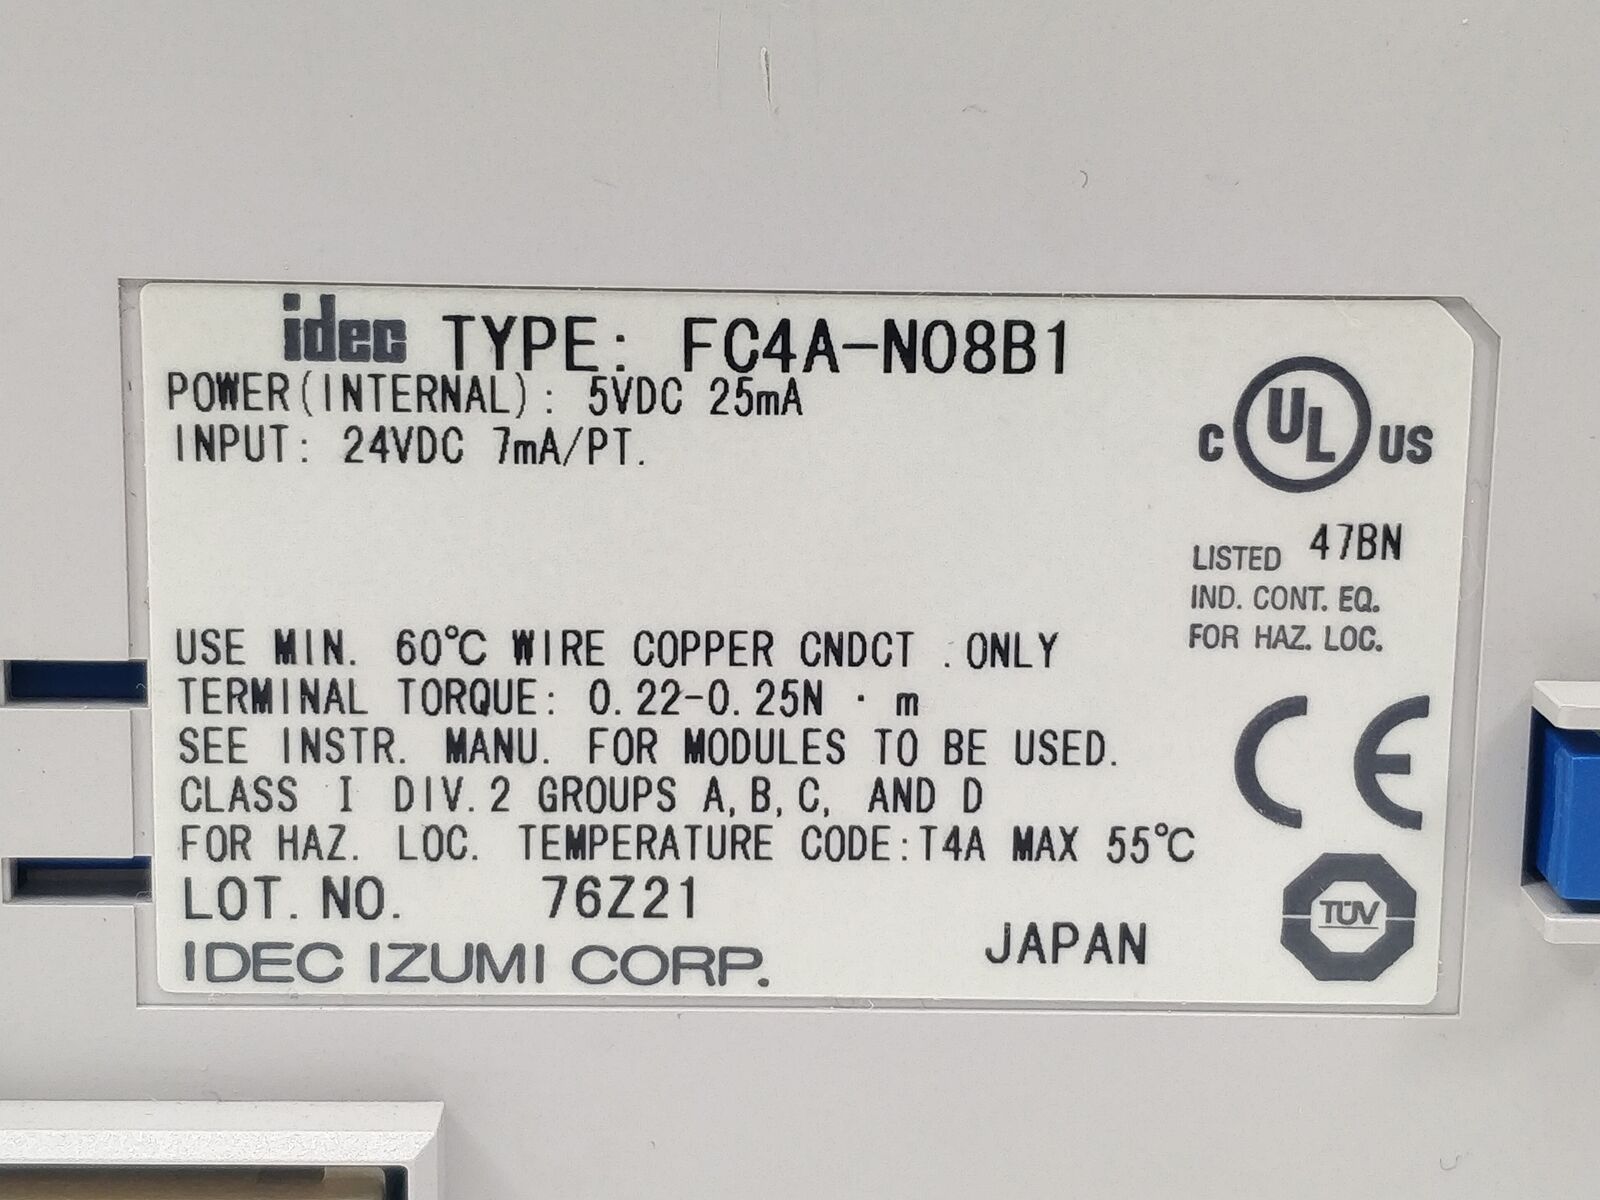 idec TYPE: FC4A-N08B1
POWER(INTERNAL): 5VDC 25mA
INPUT: 24VDC 7mA/PT.
C UL US
LISTED 47BN
IND. CONT. EQ.
FOR HAZ. LOC.
USE MIN. 60℃ WIRE COPPER CNDCT .ONLY
TERMINAL TORQUE: 0.22-0.25N · m
SEE INSTR. MANU. FOR MODULES TO BE USED.
CLASS I DIV.2 GROUPS A,B,C, AND D
FOR HAZ. LOC. TEMPERATURE CODE:T4A MAX 55℃
CE
LOT.NO. 76Z21
IDEC IZUMI CORP.
JAPAN
TÜV